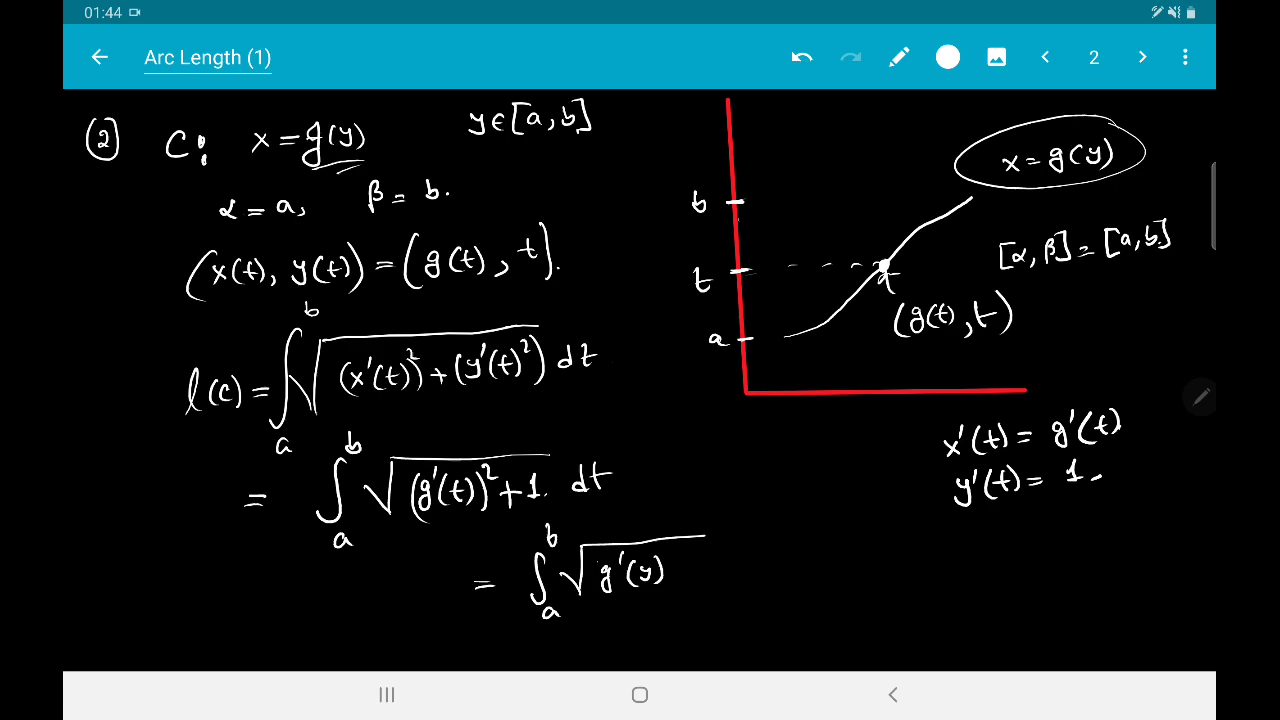 01:44
Arc Length (1)
2
② C: x = g(y) y ∈ [a, b]
α = a, β = b.
(x(t), y(t)) = (g(t), t).
l(C) = ∫_a^b √((x'(t))² + (y'(t)²)) dt
= ∫_a^b √((g'(t))² + 1. dt
= ∫_a^b √g'(y)
x = g(y)
b
[α, β] = [a, b].
t
(g(t), t)
a
x'(t) = g'(t)
y'(t) = 1.